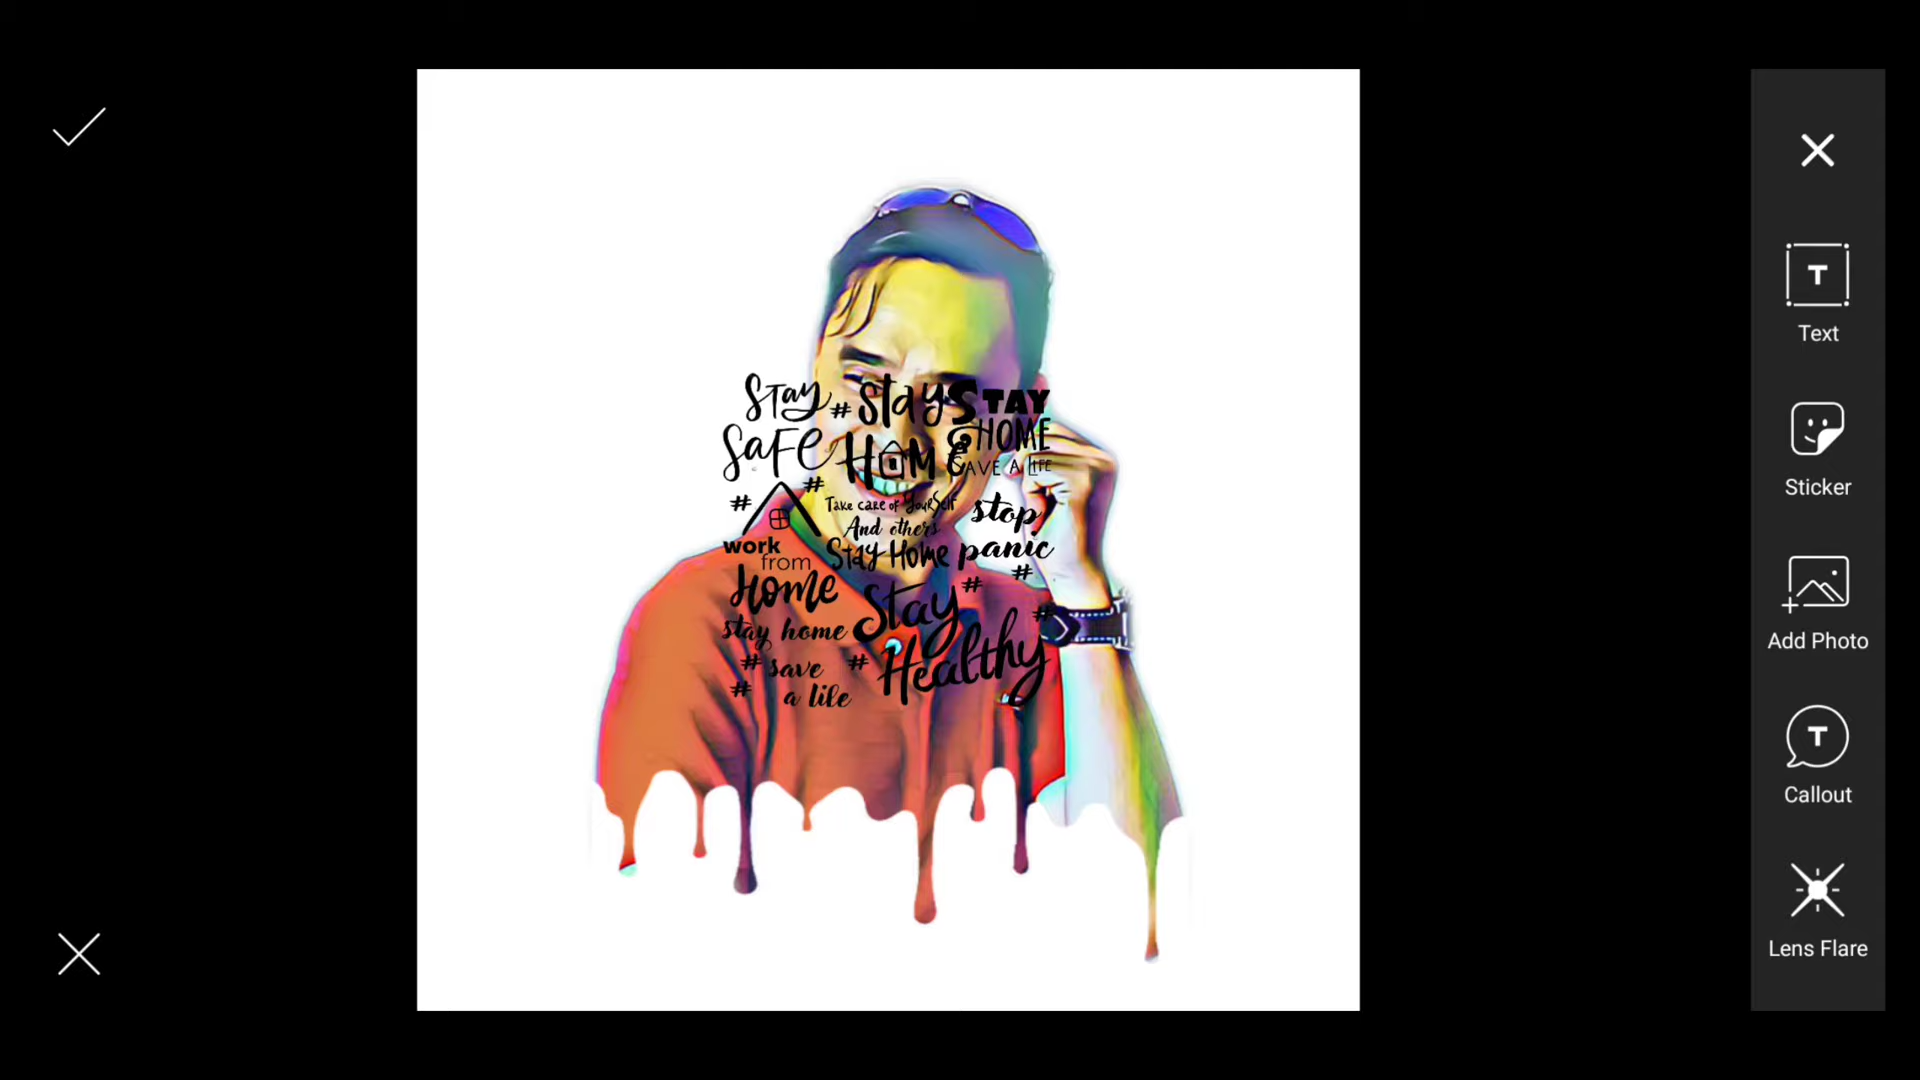 Stay
Safe
#
Stay
HOME
STAY
HOME
& SAVE A LIFE
#
#
Take care of YourSelf
And others
Stay Home
stop
panic
#
work
from
Home
#
Stay
Healthy
#
stay home
# save
# a life
#
Text
Sticker
Add Photo
Callout
Lens Flare